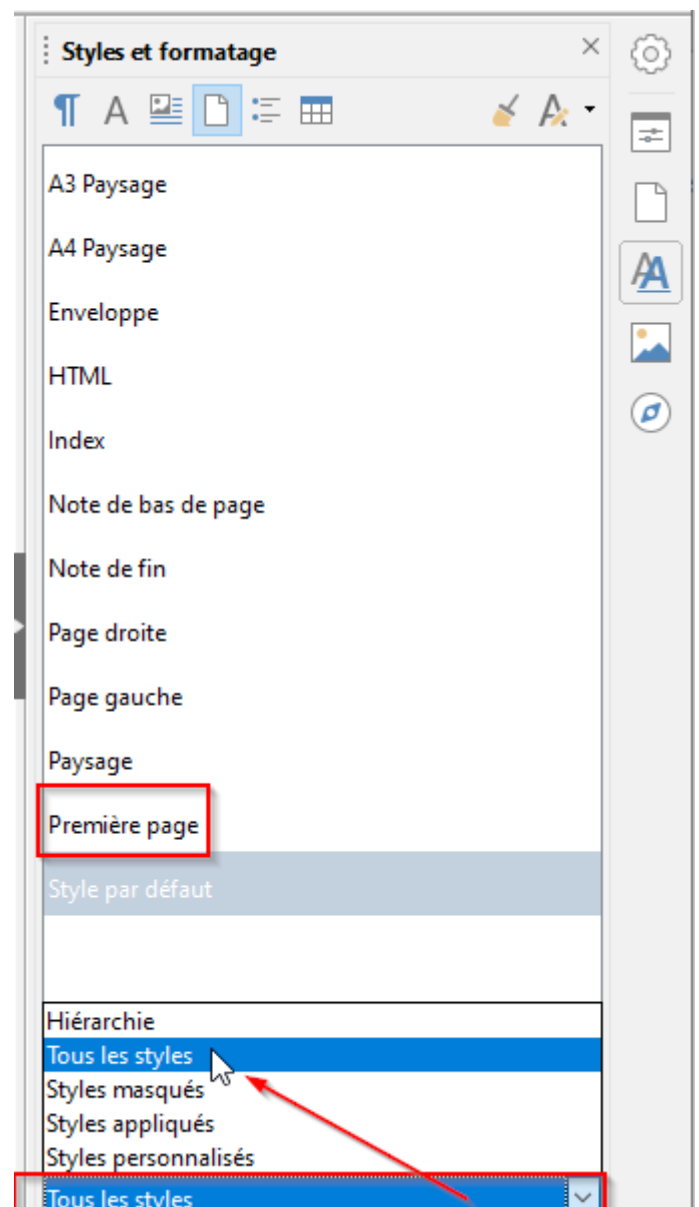 Styles et formatage
A3 Paysage
A4 Paysage
Enveloppe
HTML
Index
Note de bas de page
Note de fin
Page droite
Page gauche
Paysage
Première page
Style par défaut
Hiérarchie
Tous les styles
Styles masqués
Styles appliqués
Styles personnalisés
Tous les styles